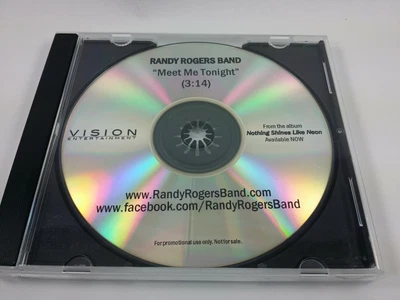 RANDY ROGERS BAND
"Meet Me Tonight"
(3:14)
VISION
ENTERTAINMENT
From the album
Nothing Shines Like Neon
Available NOW
www.RandyRogersBand.com
www.facebook.com/RandyRogersBand
For promotional use only. Not for sale.